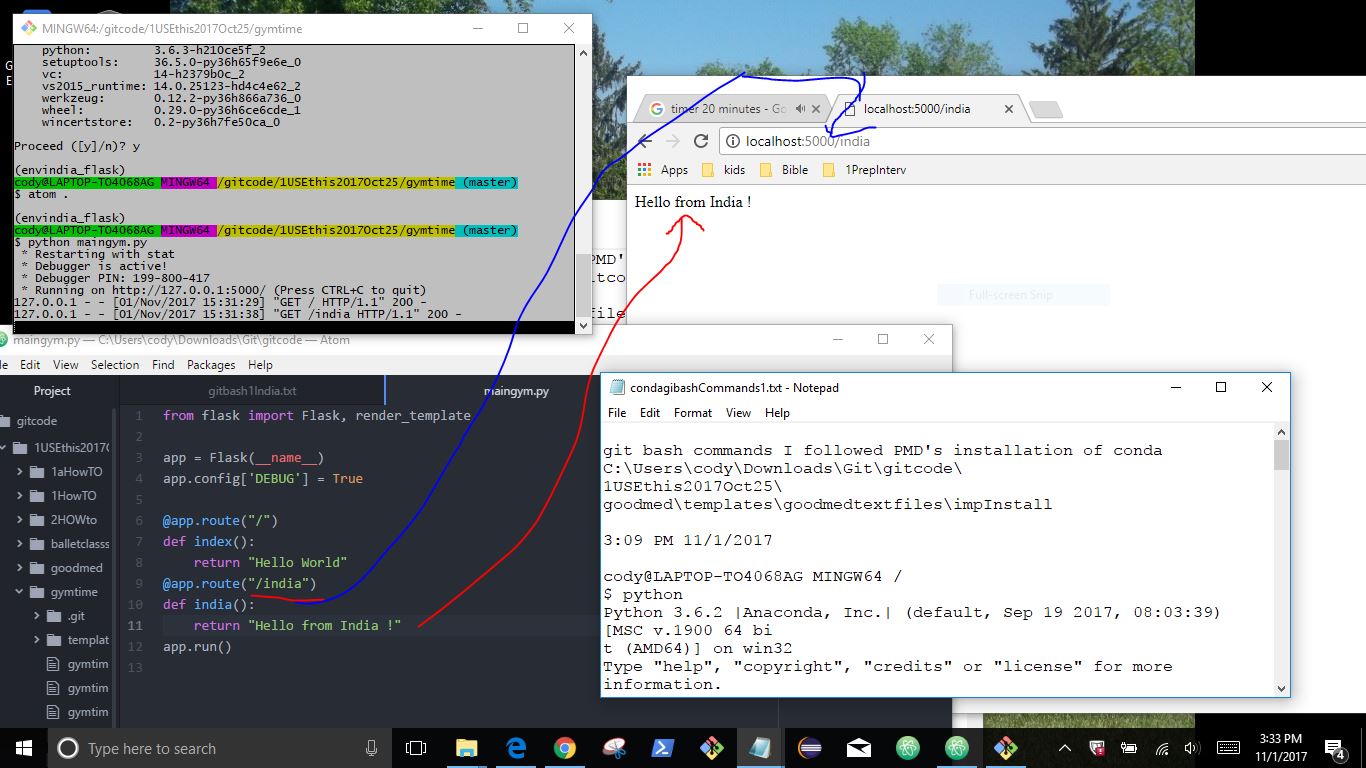 MINGW64:/gitcode/1USEthis2017Oct25/gymtime
python: 3.6.3-h210ce5f_2
setuptools: 36.5.0-py36h65f9e6e_0
vc: 14-h2379b0c_2
vs2015_runtime: 14.0.25123-hd4c4e62_2
werkzeug: 0.12.2-py36h866a736_0
wheel: 0.29.0-py36h6ce6cde_1
wincertstore: 0.2-py36h7fe50ca_0
Proceed ([y]/n)? y
(envindia_flask)
cody@LAPTOP-TO4068AG MINGW64 /gitcode/1USEthis2017Oct25/gymtime (master)
$ atom .
(envindia_flask)
cody@LAPTOP-TO4068AG MINGW64 /gitcode/1USEthis2017Oct25/gymtime (master)
$ python maingym.py
* Restarting with stat
* Debugger is active!
* Debugger PIN: 199-800-417
* Running on http://127.0.0.1:5000/ (Press CTRL+C to quit)
127.0.0.1 - - [01/Nov/2017 15:31:29] "GET / HTTP/1.1" 200 -
127.0.0.1 - - [01/Nov/2017 15:31:38] "GET /india HTTP/1.1" 200 -
timer 20 minutes - Go localhost:5000/india
localhost:5000/india
Apps kids Bible 1PrepInterv
Hello from India !
PMD'
itco
file
Full-screen Snip
maingym.py — C:\Users\cody\Downloads\Git\gitcode — Atom
le Edit View Selection Find Packages Help
Project
gitcode
1USEthis2017(
1aHowTO
1HowTO
2HOWto
balletclasss
goodmed
gymtime
.git
templat
gymtim
gymtim
gymtim
gitbash1India.txt maingym.py
1 from flask import Flask, render_template
2
3 app = Flask(__name__)
4 app.config['DEBUG'] = True
5
6 @app.route("/")
7 def index():
8 return "Hello World"
9 @app.route("/india")
10 def india():
11 return "Hello from India !"
12 app.run()
13
condagibashCommands1.txt - Notepad
File Edit Format View Help
git bash commands I followed PMD's installation of conda
C:\Users\cody\Downloads\Git\gitcode\
1USEthis2017Oct25\
goodmed\templates\goodmedtextfiles\impInstall
3:09 PM 11/1/2017
cody@LAPTOP-TO4068AG MINGW64 /
$ python
Python 3.6.2 |Anaconda, Inc.| (default, Sep 19 2017, 08:03:39)
[MSC v.1900 64 bi
t (AMD64)] on win32
Type "help", "copyright", "credits" or "license" for more
information.
Type here to search
3:33 PM
11/1/2017
4